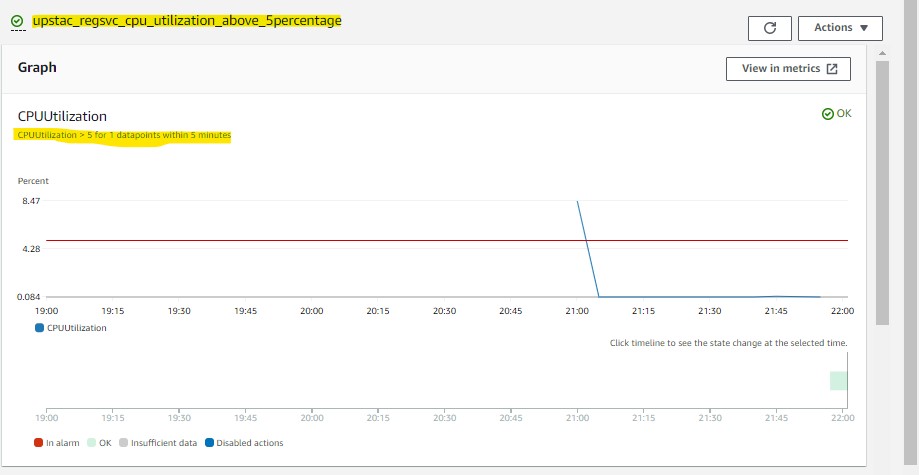 upstac_regsvc_cpu_utilization_above_5percentage
Actions
Graph
View in metrics
CPUUtilization
OK
CPUUtilization > 5 for 1 datapoints within 5 minutes
Percent
8.47
4.28
0.084
19:00 19:15 19:30 19:45 20:00 20:15 20:30 20:45 21:00 21:15 21:30 21:45 22:00
CPUUtilization
Click timeline to see the state change at the selected time.
19:00 19:15 19:30 19:45 20:00 20:15 20:30 20:45 21:00 21:15 21:30 21:45 22:00
In alarm OK Insufficient data Disabled actions